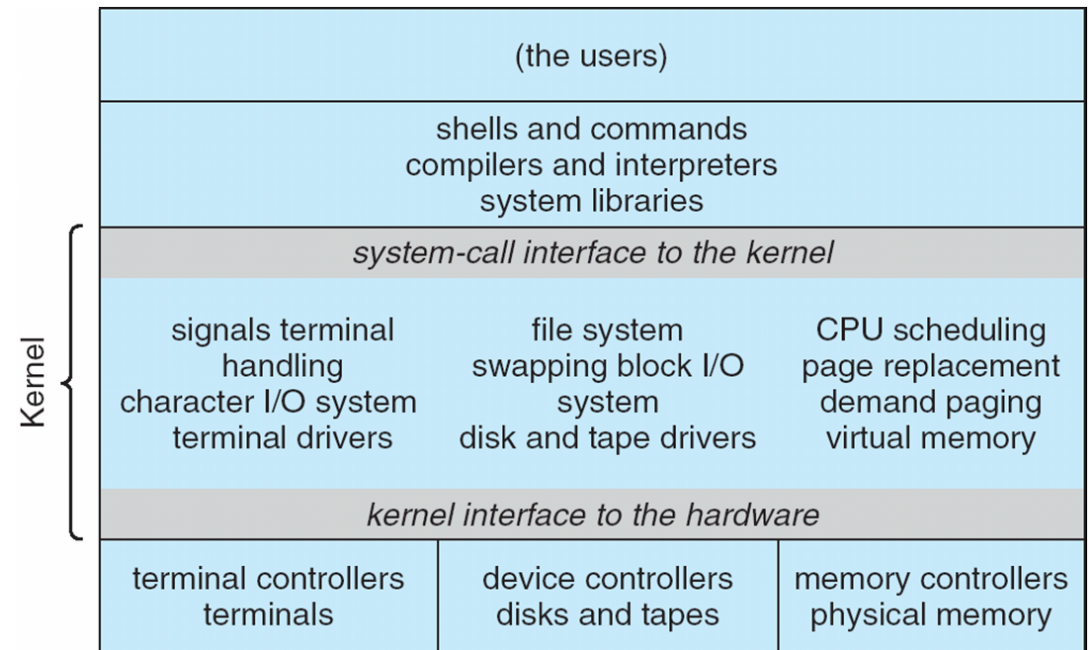 (the users)
shells and commands
compilers and interpreters
system libraries
system-call interface to the kernel
Kernel
signals terminal
handling
character I/O system
terminal drivers
file system
swapping block I/O
system
disk and tape drivers
CPU scheduling
page replacement
demand paging
virtual memory
kernel interface to the hardware
terminal controllers
terminals
device controllers
disks and tapes
memory controllers
physical memory